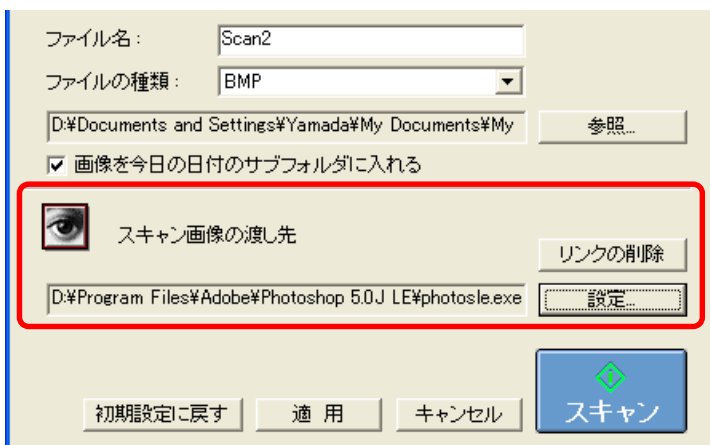 ファイル名： Scan2
ファイルの種類： BMP
D:¥Documents and Settings¥Yamada¥My Documents¥My 参照...
画像を今日の日付のサブフォルダに入れる
スキャン画像の渡し先
リンクの削除
D:¥Program Files¥Adobe¥Photoshop 5.0J LE¥photosle.exe 設定...
初期設定に戻す 適 用 キャンセル スキャン